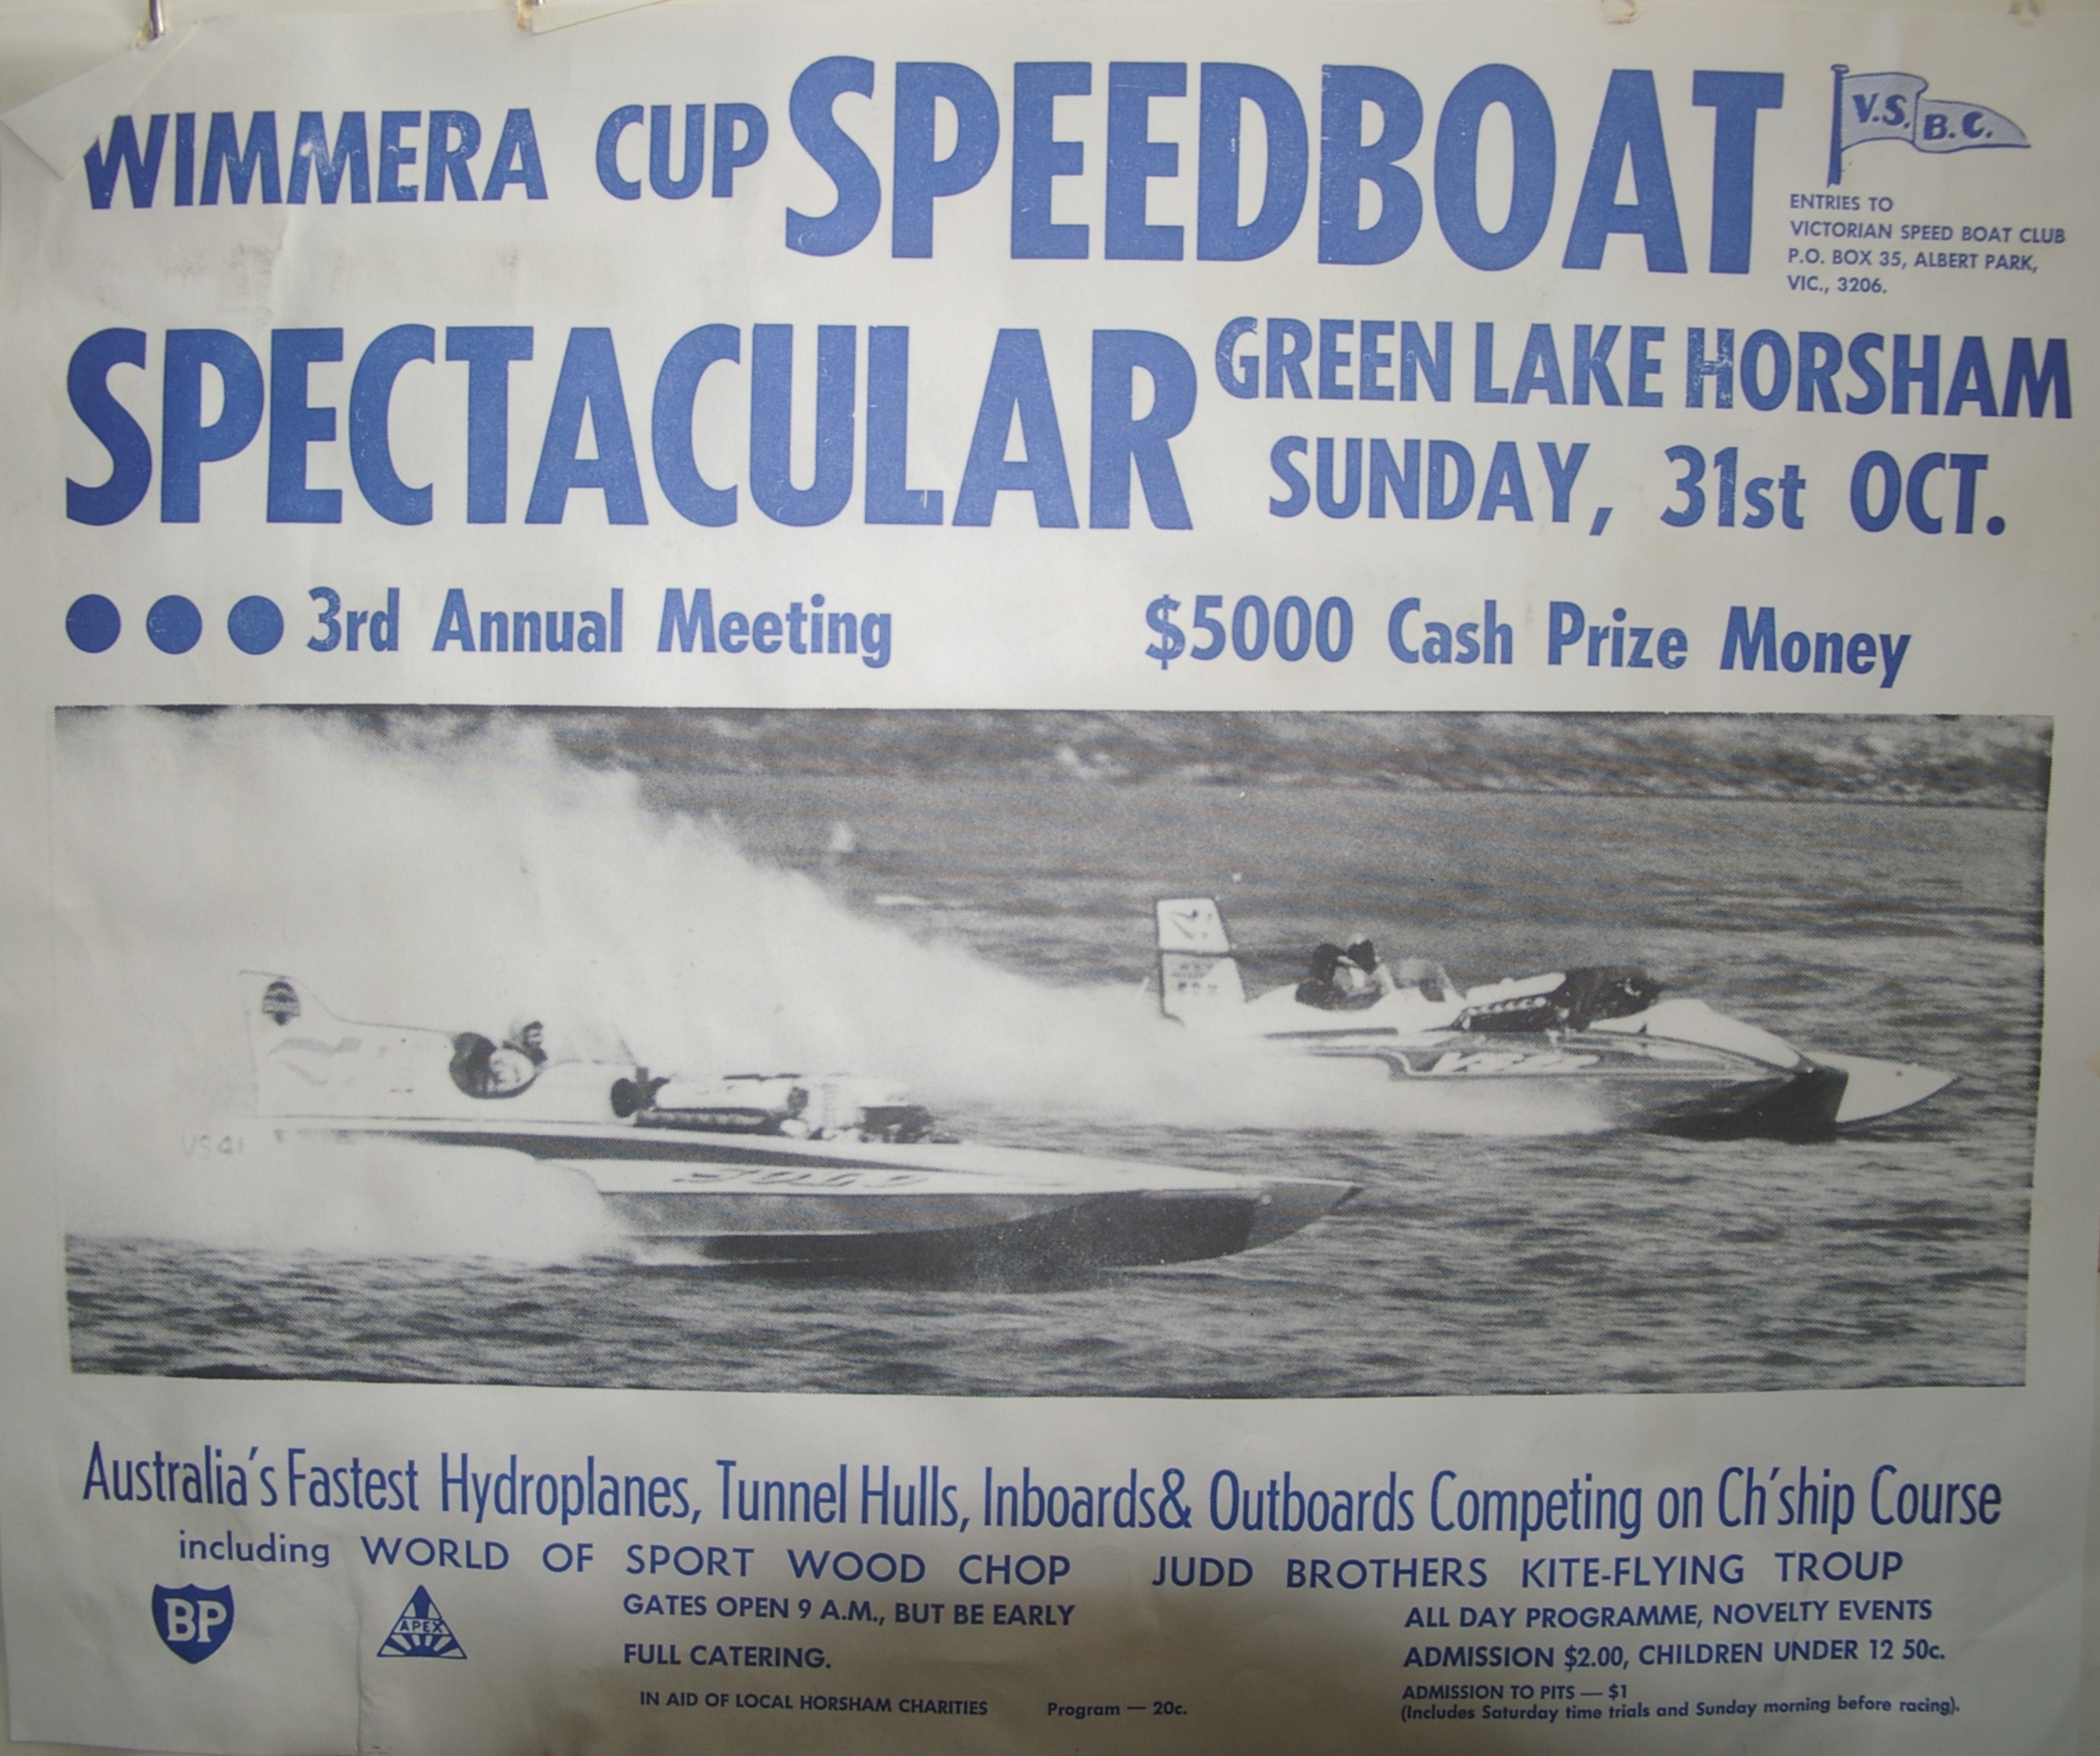 WIMMERA CUP SPEEDBOAT
V.S. B.C.
ENTRIES TO
VICTORIAN SPEED BOAT CLUB
P.O. BOX 35, ALBERT PARK,
VIC., 3206.
SPECTACULAR
GREEN LAKE HORSHAM
SUNDAY, 31st OCT.
3rd Annual Meeting
$5000 Cash Prize Money
Australia's Fastest Hydroplanes, Tunnel Hulls, Inboards & Outboards Competing on Ch'ship Course
including WORLD OF SPORT WOOD CHOP JUDD BROTHERS KITE-FLYING TROUP
BP
APEX
GATES OPEN 9 A.M., BUT BE EARLY
FULL CATERING.
IN AID OF LOCAL HORSHAM CHARITIES
Program — 20c.
ALL DAY PROGRAMME, NOVELTY EVENTS
ADMISSION $2.00, CHILDREN UNDER 12 50c.
ADMISSION TO PITS — $1
(Includes Saturday time trials and Sunday morning before racing).